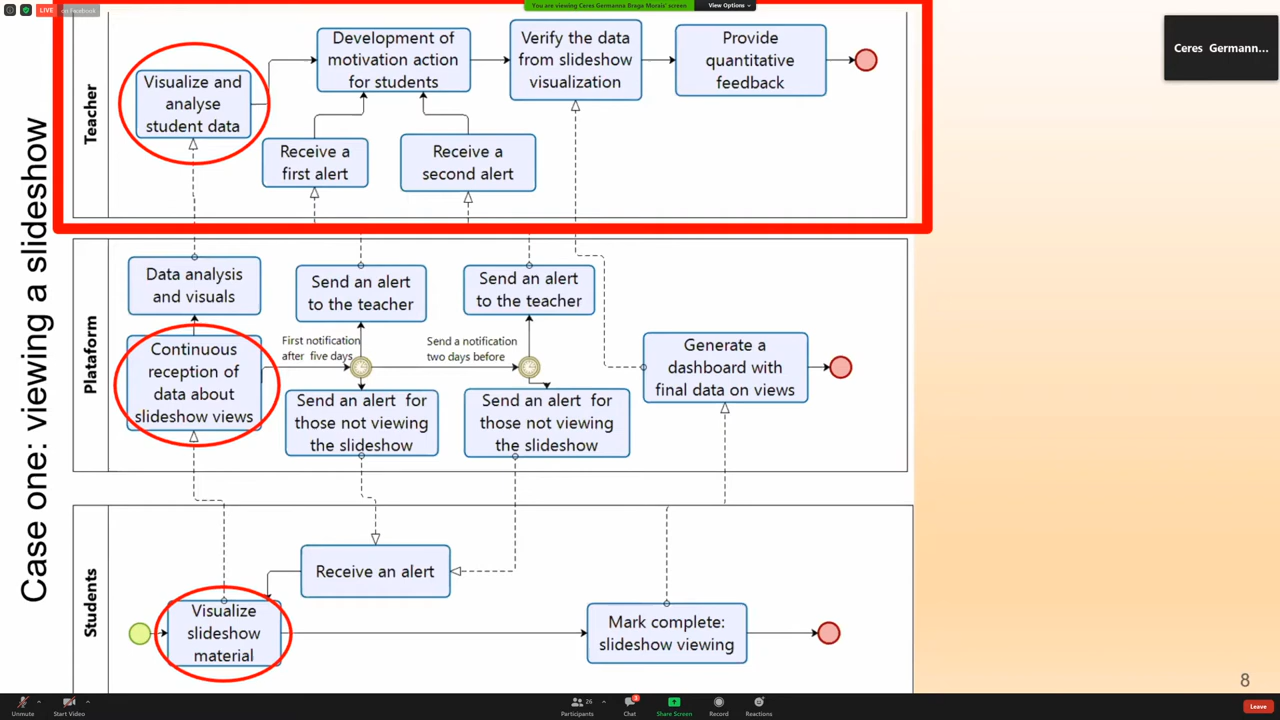 LIVE on Facebook
You are viewing Ceres Germanna Braga Morais' screen
View Options
Ceres Germann...
Case one: viewing a slideshow
Teacher
Visualize and
analyse
student data
Development of
motivation action
for students
Verify the data
from slideshow
visualization
Provide
quantitative
feedback
Receive a
first alert
Receive a
second alert
Plataform
Data analysis
and visuals
Send an alert
to the teacher
Send an alert
to the teacher
Continuous
reception of
data about
slideshow views
First notification
after five days
Send a notification
two days before
Generate a
dashboard with
final data on views
Send an alert for
those not viewing
the slideshow
Send an alert for
those not viewing
the slideshow
Students
Receive an alert
Visualize
slideshow
material
Mark complete:
slideshow viewing
8
Unmute
Start Video
26
Participants
3
Chat
Share Screen
Record
Reactions
Leave